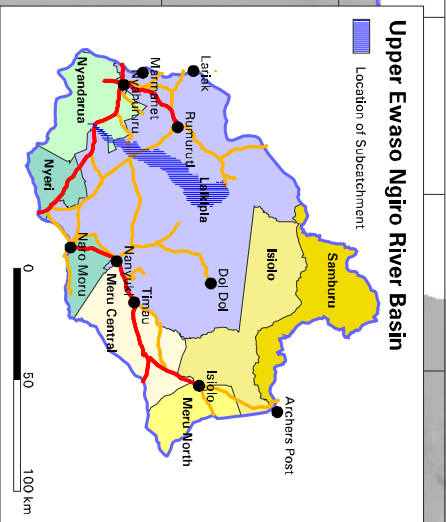 Upper Ewaso Ngiro River Basin
Location of Subcatchment
Samburu
Archers Post
Isiolo
Dol Dol
Isiolo
Meru North
Lariak
Rumuruti
Laikipia
Marmanet
Nyahururu
Timau
Nanyuki
Meru Central
Nyandarua
Nyeri
Naro Moru
0
50
100 km